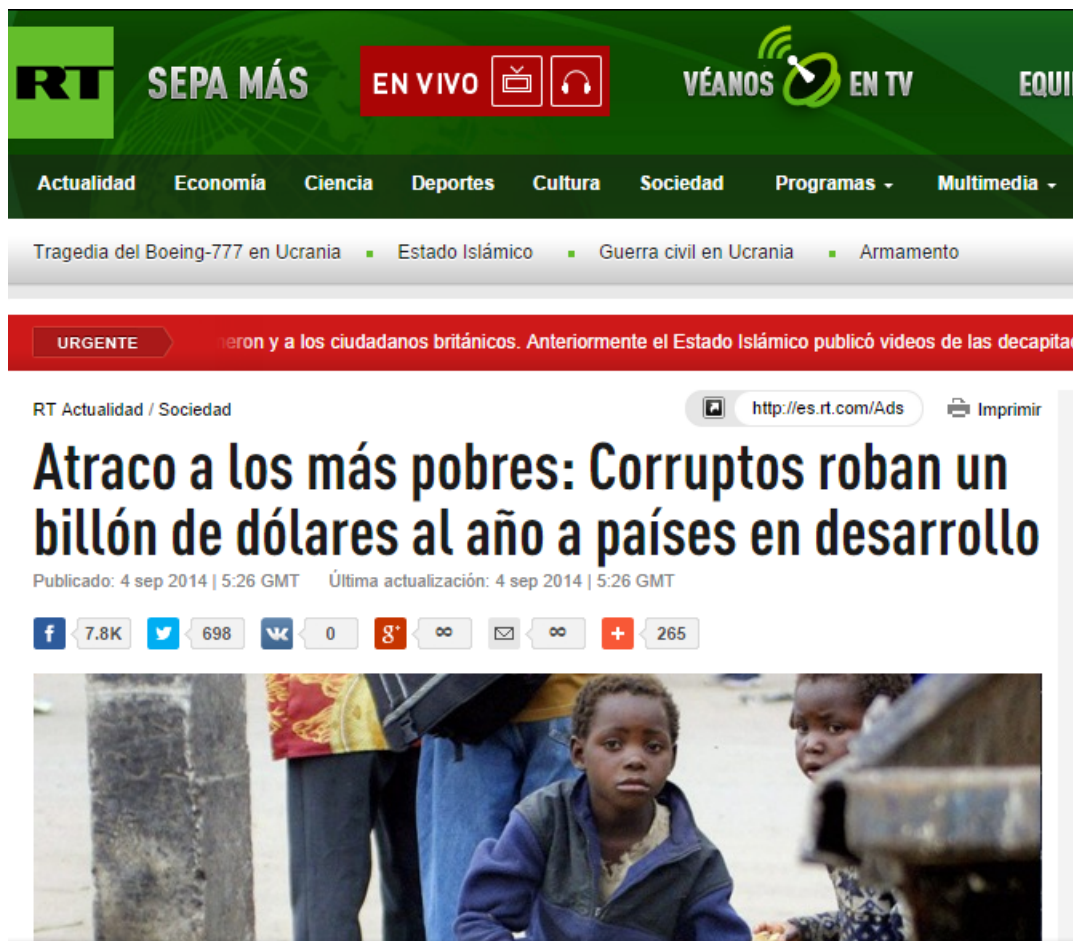 RT SEPA MÁS EN VIVO VÉANOS EN TV
Actualidad Economía Ciencia Deportes Cultura Sociedad Programas Multimedia
Tragedia del Boeing-777 en Ucrania Estado Islámico Guerra civil en Ucrania Armamento
URGENTE y a los ciudadanos británicos. Anteriormente el Estado Islámico publicó videos de las
RT Actualidad / Sociedad http://es.rt.com/Ads Imprimir
Atraco a los más pobres: Corruptos roban un
billón de dólares al año a países en desarrollo
Publicado: 4 sep 2014 | 5:26 GMT Última actualización: 4 sep 2014 | 5:26 GMT
f 7.8K 698 0 g+ ∞ ∞ + 265